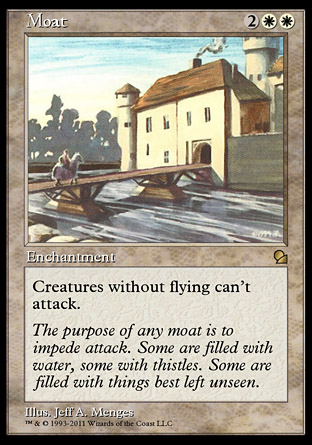 Moat 2
Enchantment
Creatures without flying can't
attack.
The purpose of any moat is to
impede attack. Some are filled with
water, some with thistles. Some are
filled with things best left unseen.
Illus. Jeff A. Menges
™ & © 1993-2011 Wizards of the Coast LLC